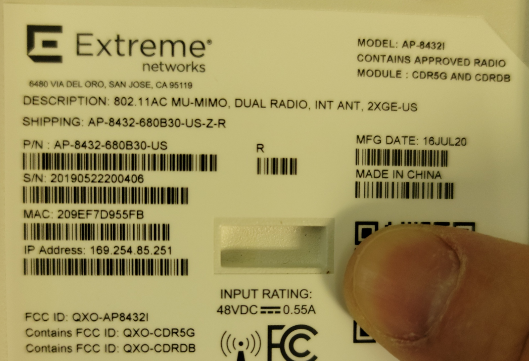 Extreme®
networks
6480 VIA DEL ORO, SAN JOSE, CA 95119
MODEL: AP-8432I
CONTAINS APPROVED RADIO
MODULE : CDR5G AND CDRDB
DESCRIPTION: 802.11AC MU-MIMO, DUAL RADIO, INT ANT, 2XGE-US
SHIPPING: AP-8432-680B30-US-Z-R
P/N : AP-8432-680B30-US
R
MFG DATE: 16JUL20
S/N: 20190522200406
MADE IN CHINA
MAC: 209EF7D955FB
IP Address: 169.254.85.251
INPUT RATING:
48VDC 0.55A
FCC ID: QXO-AP8432I
Contains FCC ID: QXO-CDR5G
Contains FCC ID: QXO-CDRDB
FC